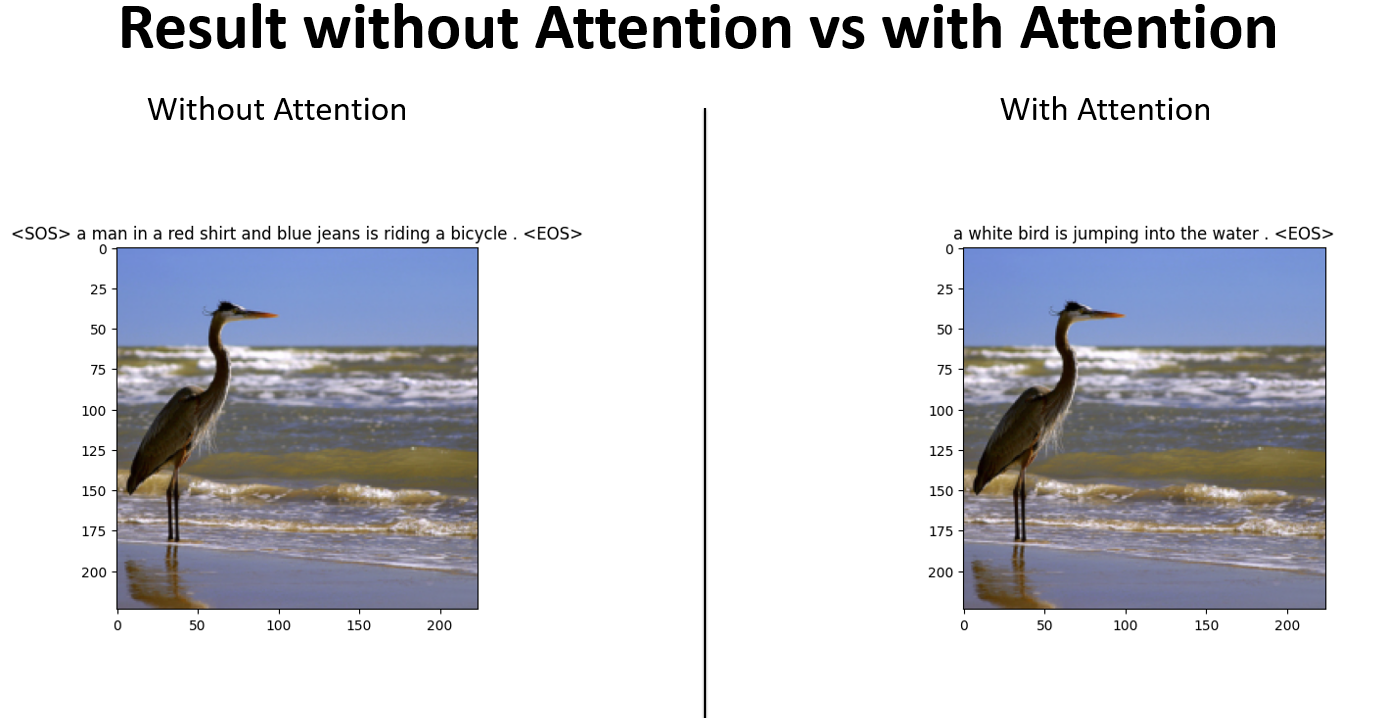 Result without Attention vs with Attention
Without Attention
<SOS> a man in a red shirt and blue jeans is riding a bicycle . <EOS>
0
25
50
75
100
125
150
175
200
0 50 100 150 200
With Attention
a white bird is jumping into the water . <EOS>
0
25
50
75
100
125
150
175
200
0 50 100 150 200